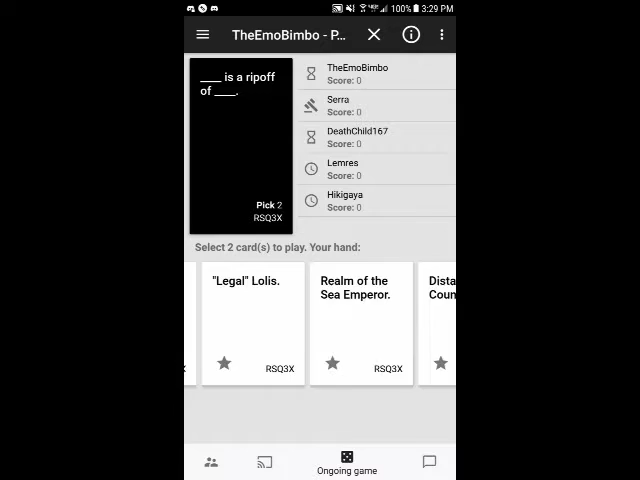 100% 3:29 PM
TheEmoBimbo - P...
____ is a ripoff
of ____.
Pick 2
RSQ3X
TheEmoBimbo
Score: 0
Serra
Score: 0
DeathChild167
Score: 0
Lemres
Score: 0
Hikigaya
Score: 0
Select 2 card(s) to play. Your hand:
"Legal" Lolis.
RSQ3X
Realm of the
Sea Emperor.
RSQ3X
Dista
Coun
Ongoing game